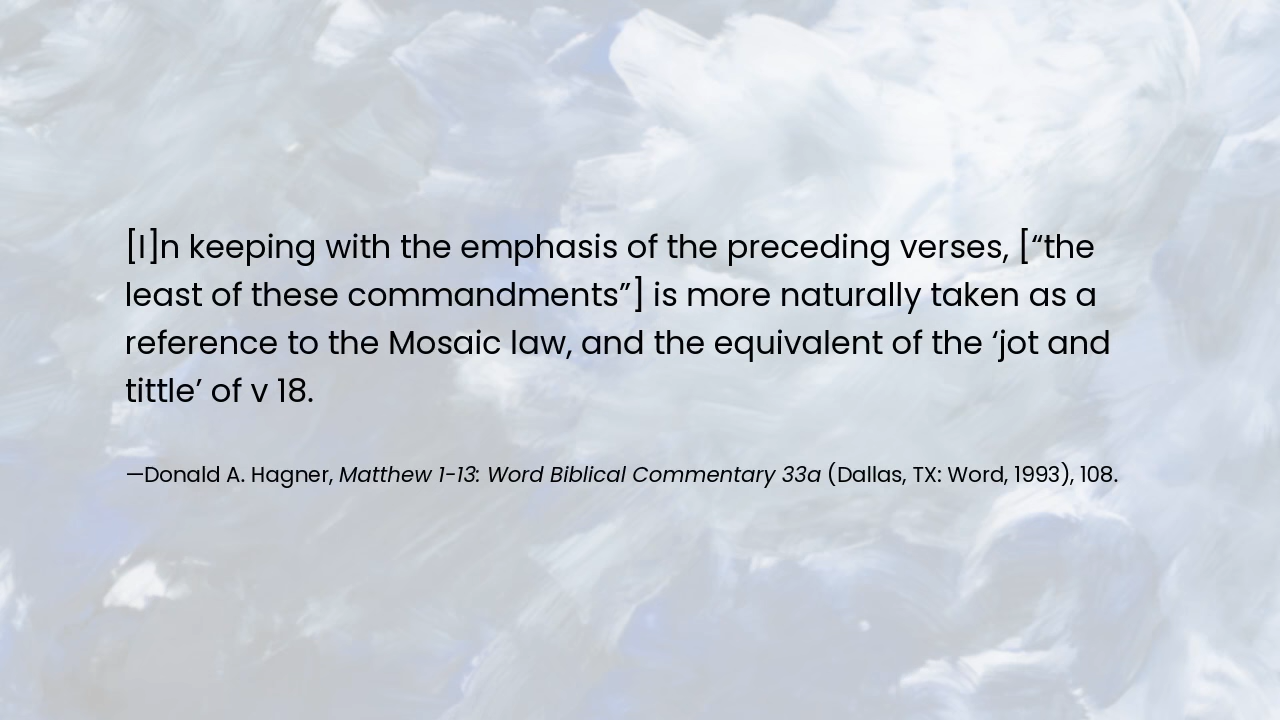 [I]n keeping with the emphasis of the preceding verses, [“the
least of these commandments”] is more naturally taken as a
reference to the Mosaic law, and the equivalent of the ‘jot and
tittle’ of v 18.
—Donald A. Hagner, Matthew 1-13: Word Biblical Commentary 33a (Dallas, TX: Word, 1993), 108.